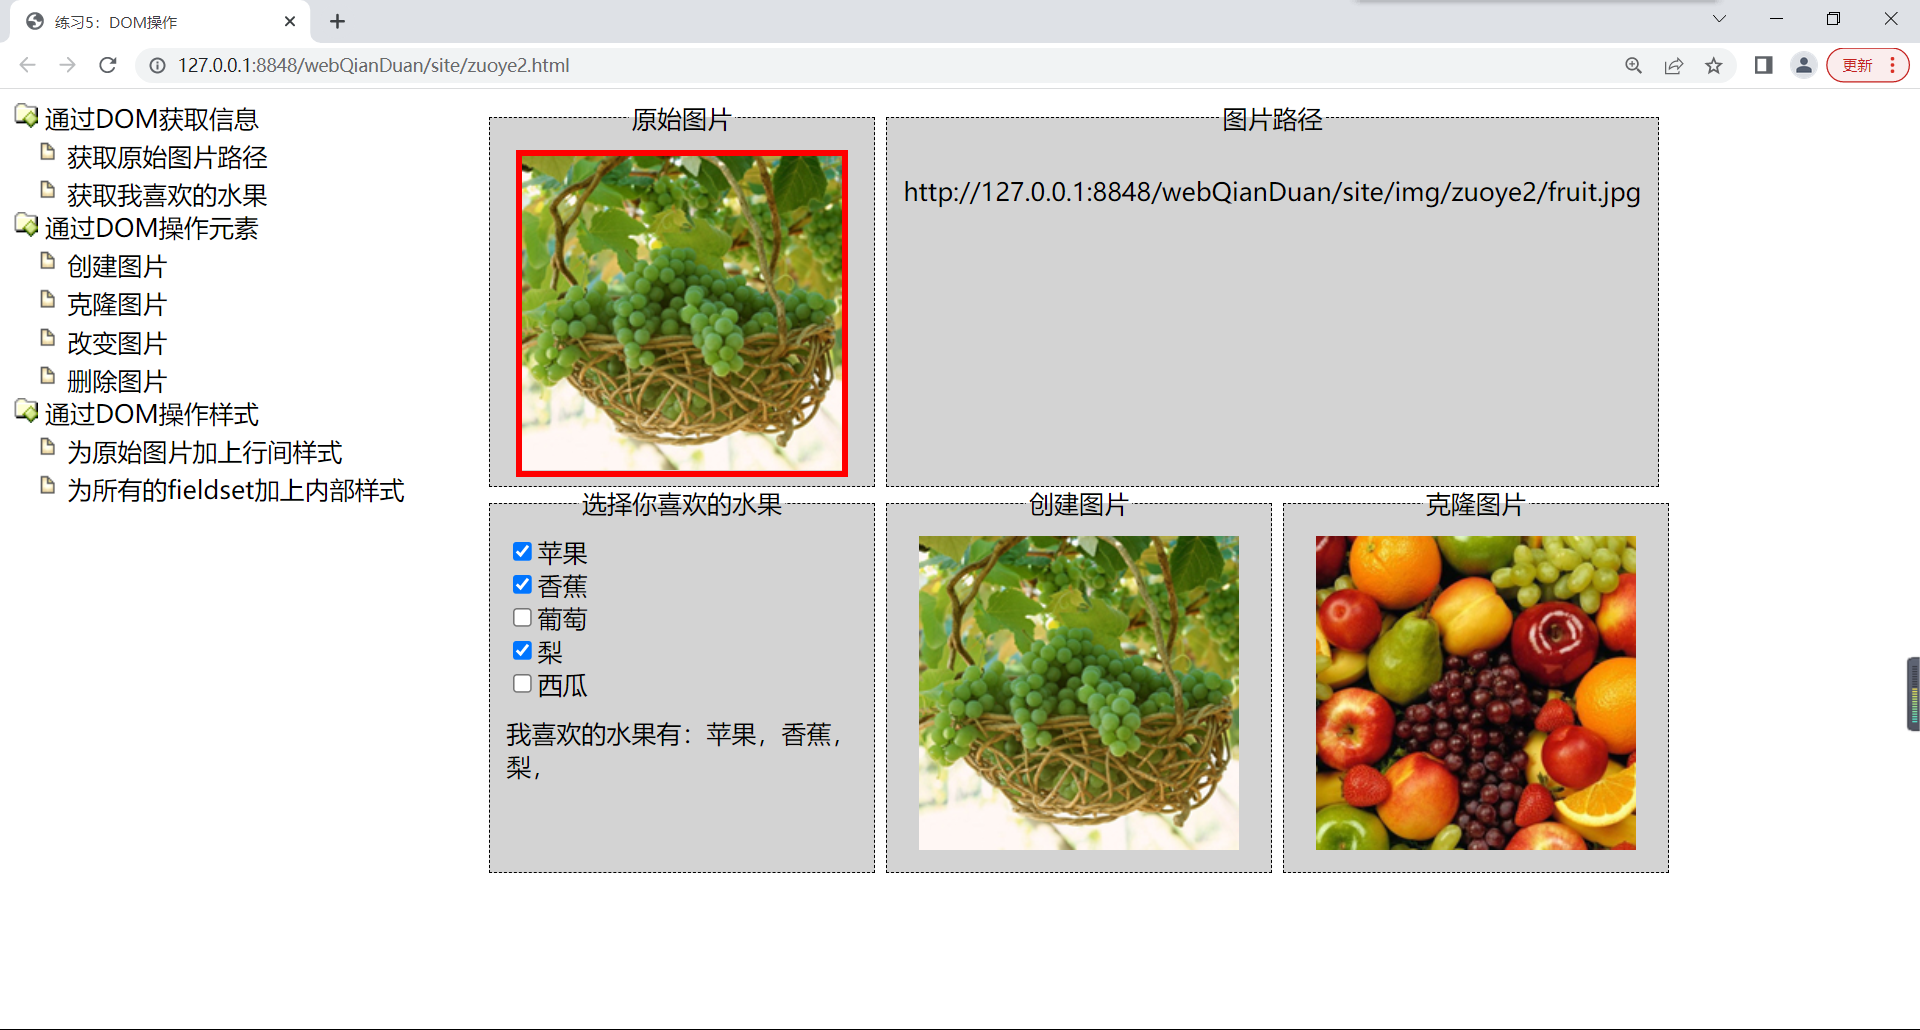 练习5：DOM操作
127.0.0.1:8848/webQianDuan/site/zuoye2.html
更新
通过DOM获取信息
获取原始图片路径
获取我喜欢的水果
通过DOM操作元素
创建图片
克隆图片
改变图片
删除图片
通过DOM操作样式
为原始图片加上行间样式
为所有的fieldset加上内部样式
原始图片
图片路径
http://127.0.0.1:8848/webQianDuan/site/img/zuoye2/fruit.jpg
选择你喜欢的水果
苹果
香蕉
葡萄
梨
西瓜
我喜欢的水果有：苹果，香蕉，
梨，
创建图片
克隆图片